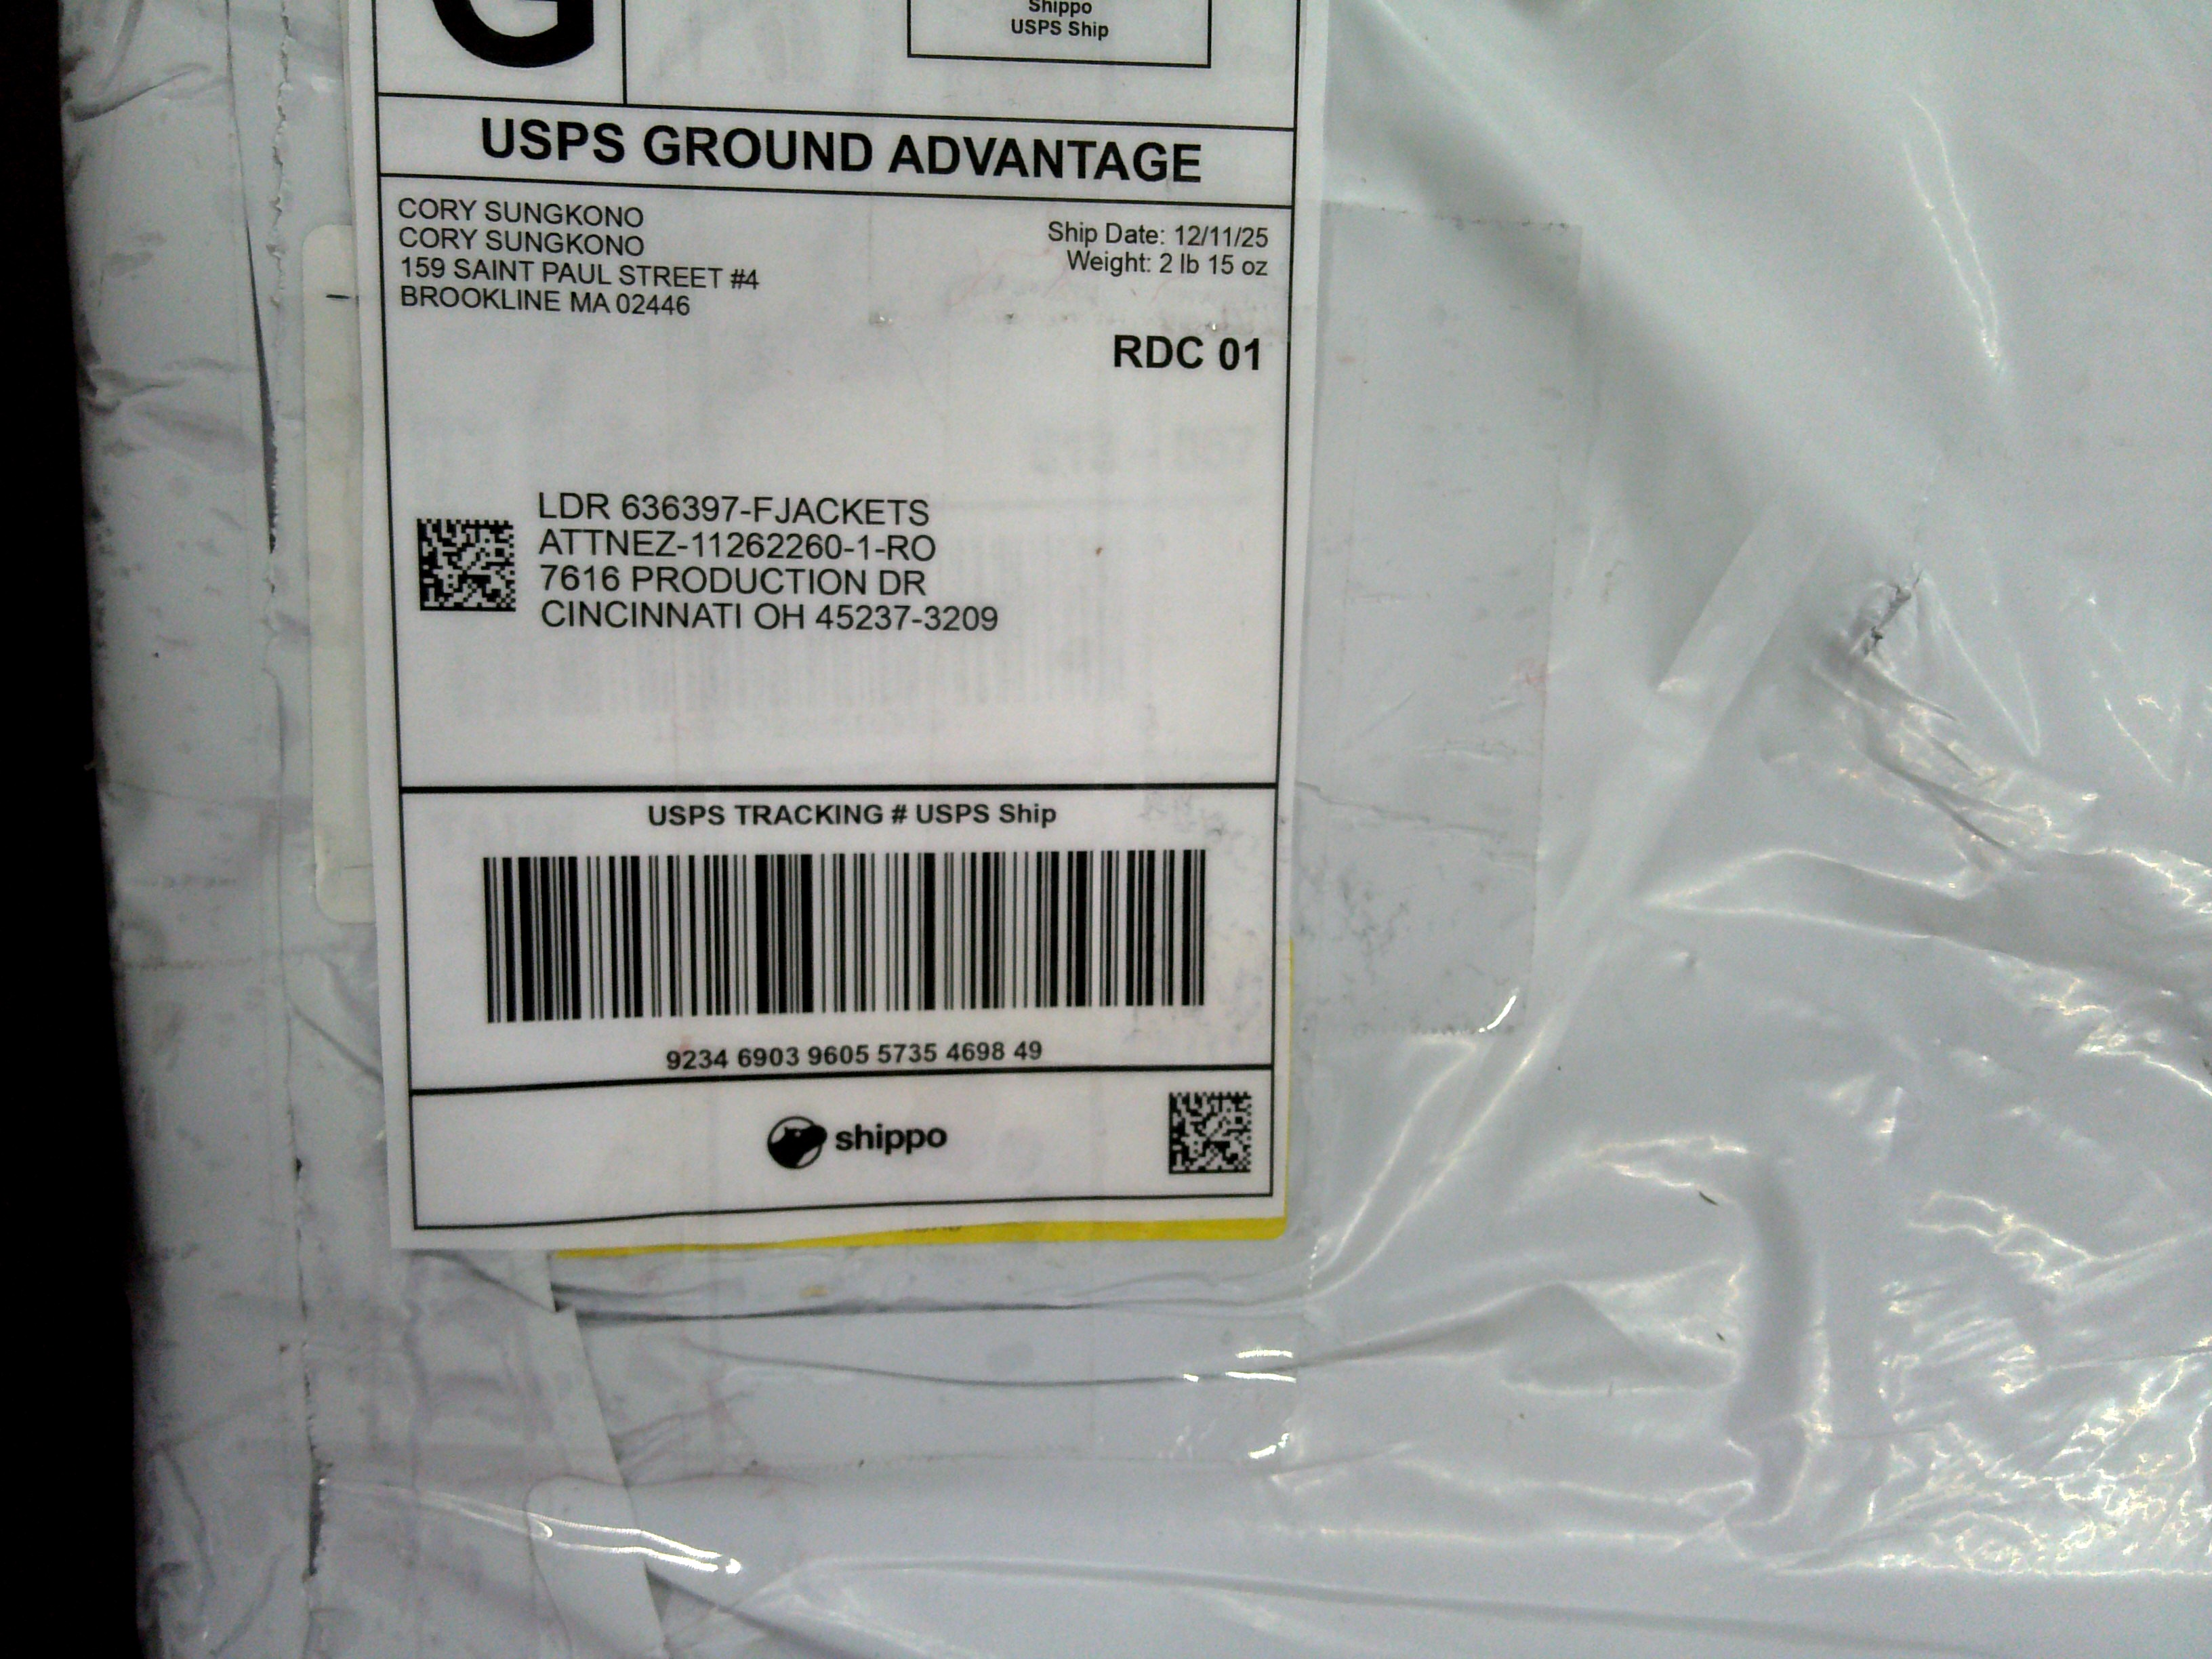 G
Shippo
USPS Ship
USPS GROUND ADVANTAGE
CORY SUNGKONO
CORY SUNGKONO
159 SAINT PAUL STREET #4
BROOKLINE MA 02446
Ship Date: 12/11/25
Weight: 2 lb 15 oz
RDC 01
LDR 636397-FJACKETS
ATTNEZ-11262260-1-RO
7616 PRODUCTION DR
CINCINNATI OH 45237-3209
USPS TRACKING # USPS Ship
9234 6903 9605 5735 4698 49
shippo